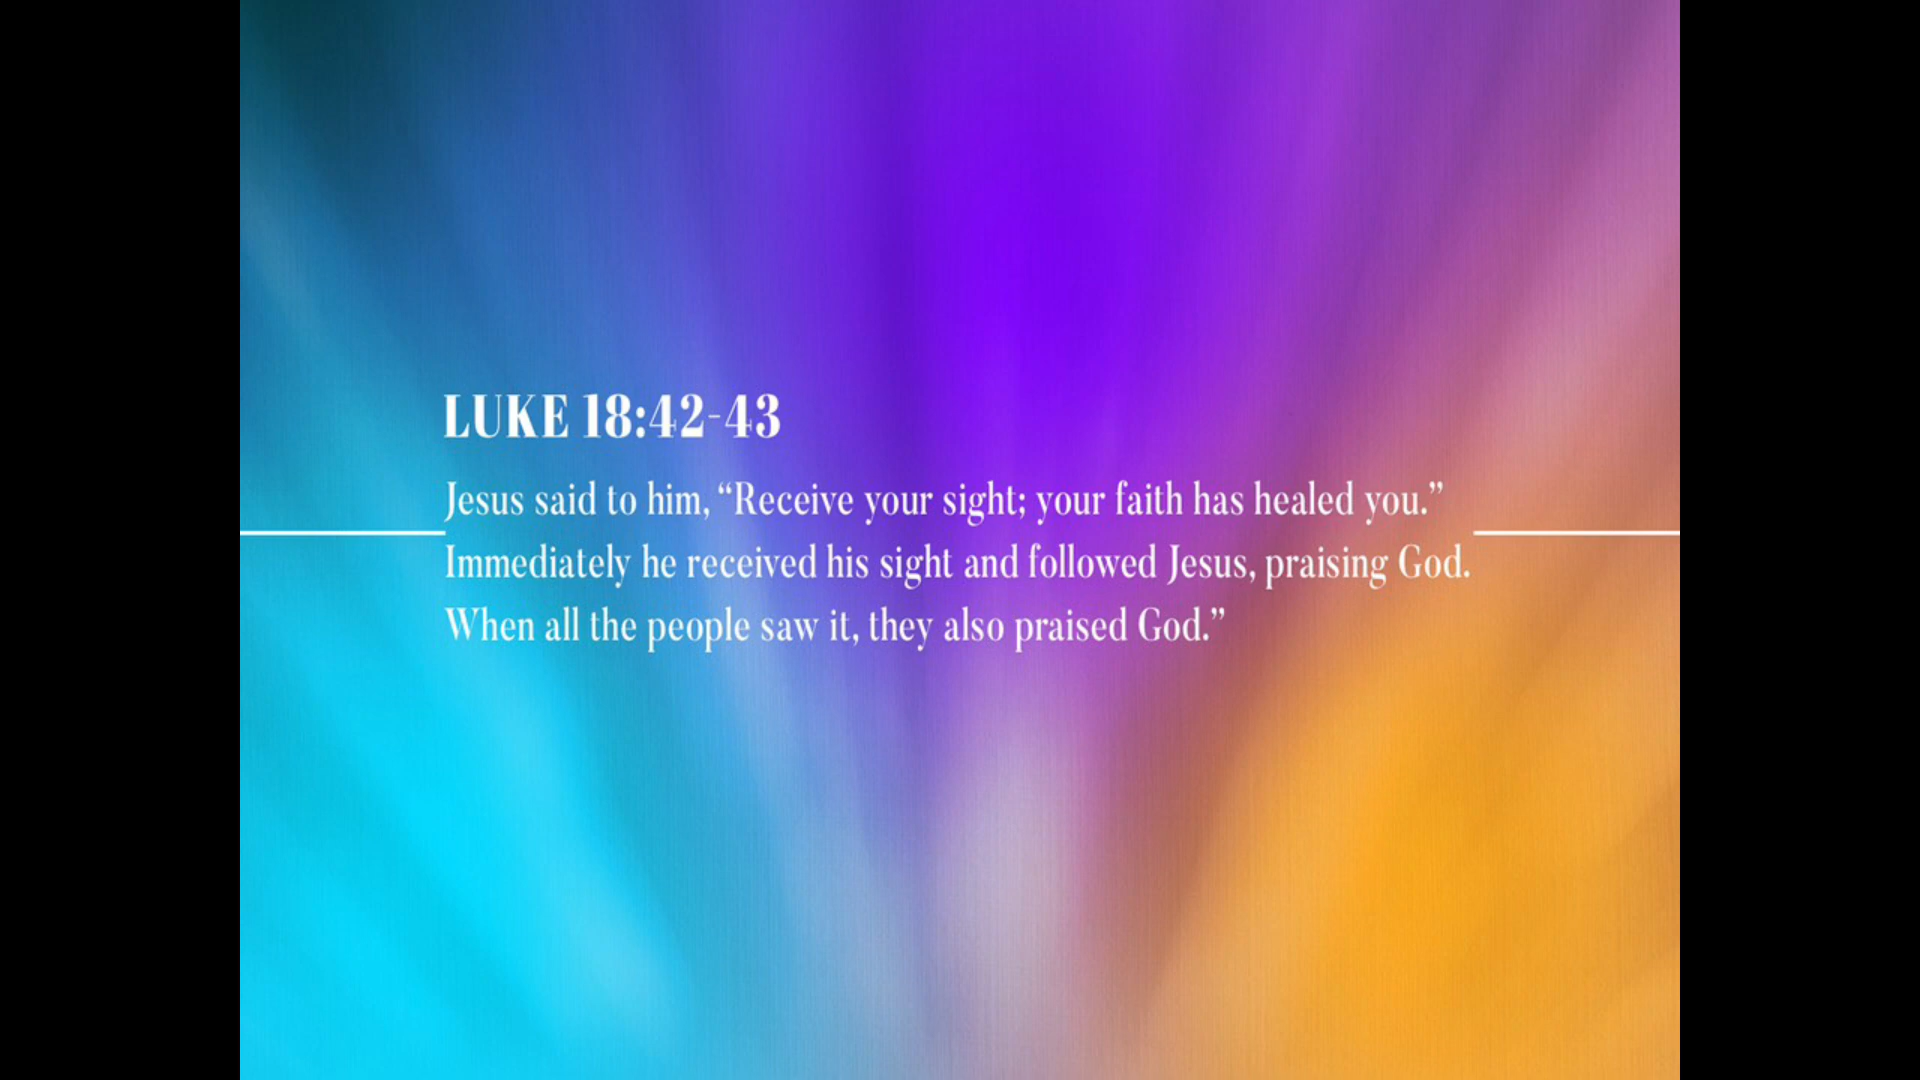 LUKE 18:42-43
Jesus said to him, “Receive your sight; your faith has healed you.”
Immediately he received his sight and followed Jesus, praising God.
When all the people saw it, they also praised God.”